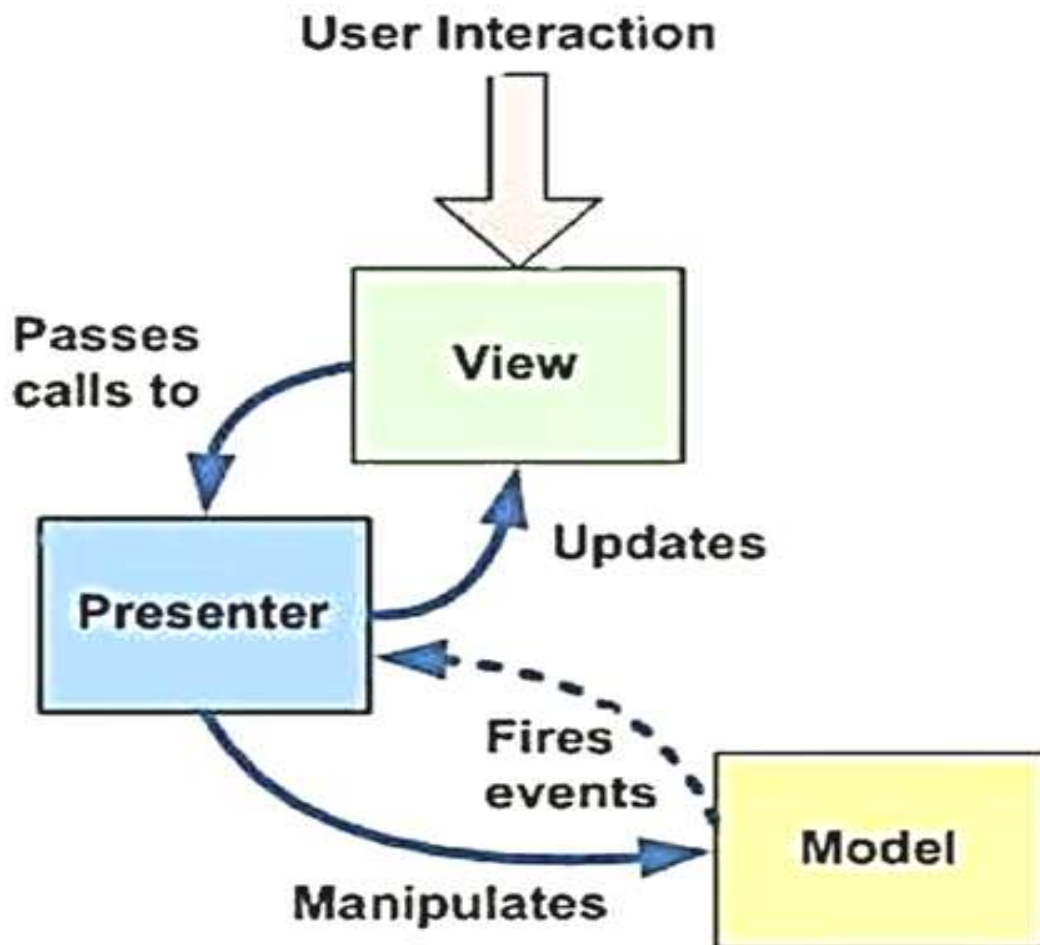 User Interaction
Passes
calls to
View
Updates
Presenter
Fires
events
Model
Manipulates